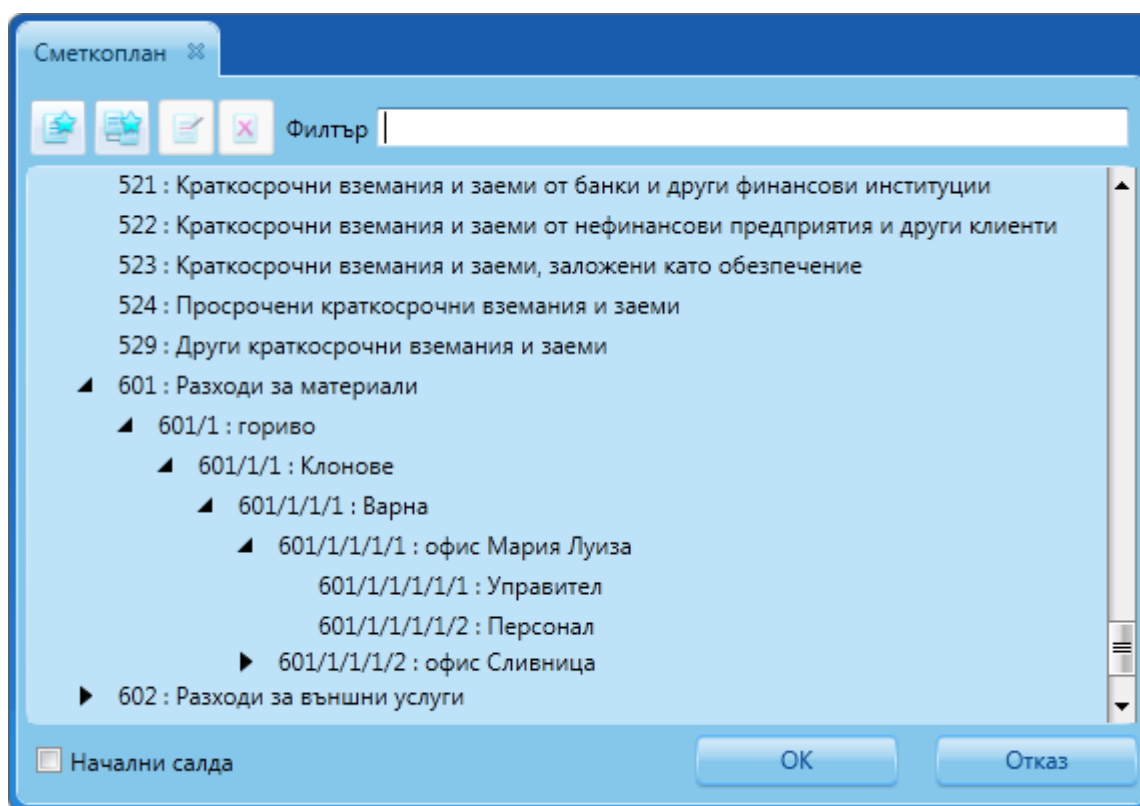 Сметкоплан
Филтър
521 : Краткосрочни вземания и заеми от банки и други финансови институции
522 : Краткосрочни вземания и заеми от нефинансови предприятия и други клиенти
523 : Краткосрочни вземания и заеми, заложени като обезпечение
524 : Просрочени краткосрочни вземания и заеми
529 : Други краткосрочни вземания и заеми
601 : Разходи за материали
601/1 : гориво
601/1/1 : Клонове
601/1/1/1 : Варна
601/1/1/1/1 : офис Мария Луиза
601/1/1/1/1/1 : Управител
601/1/1/1/1/2 : Персонал
601/1/1/1/2 : офис Сливница
602 : Разходи за външни услуги
Начални салда
ОК
Отказ